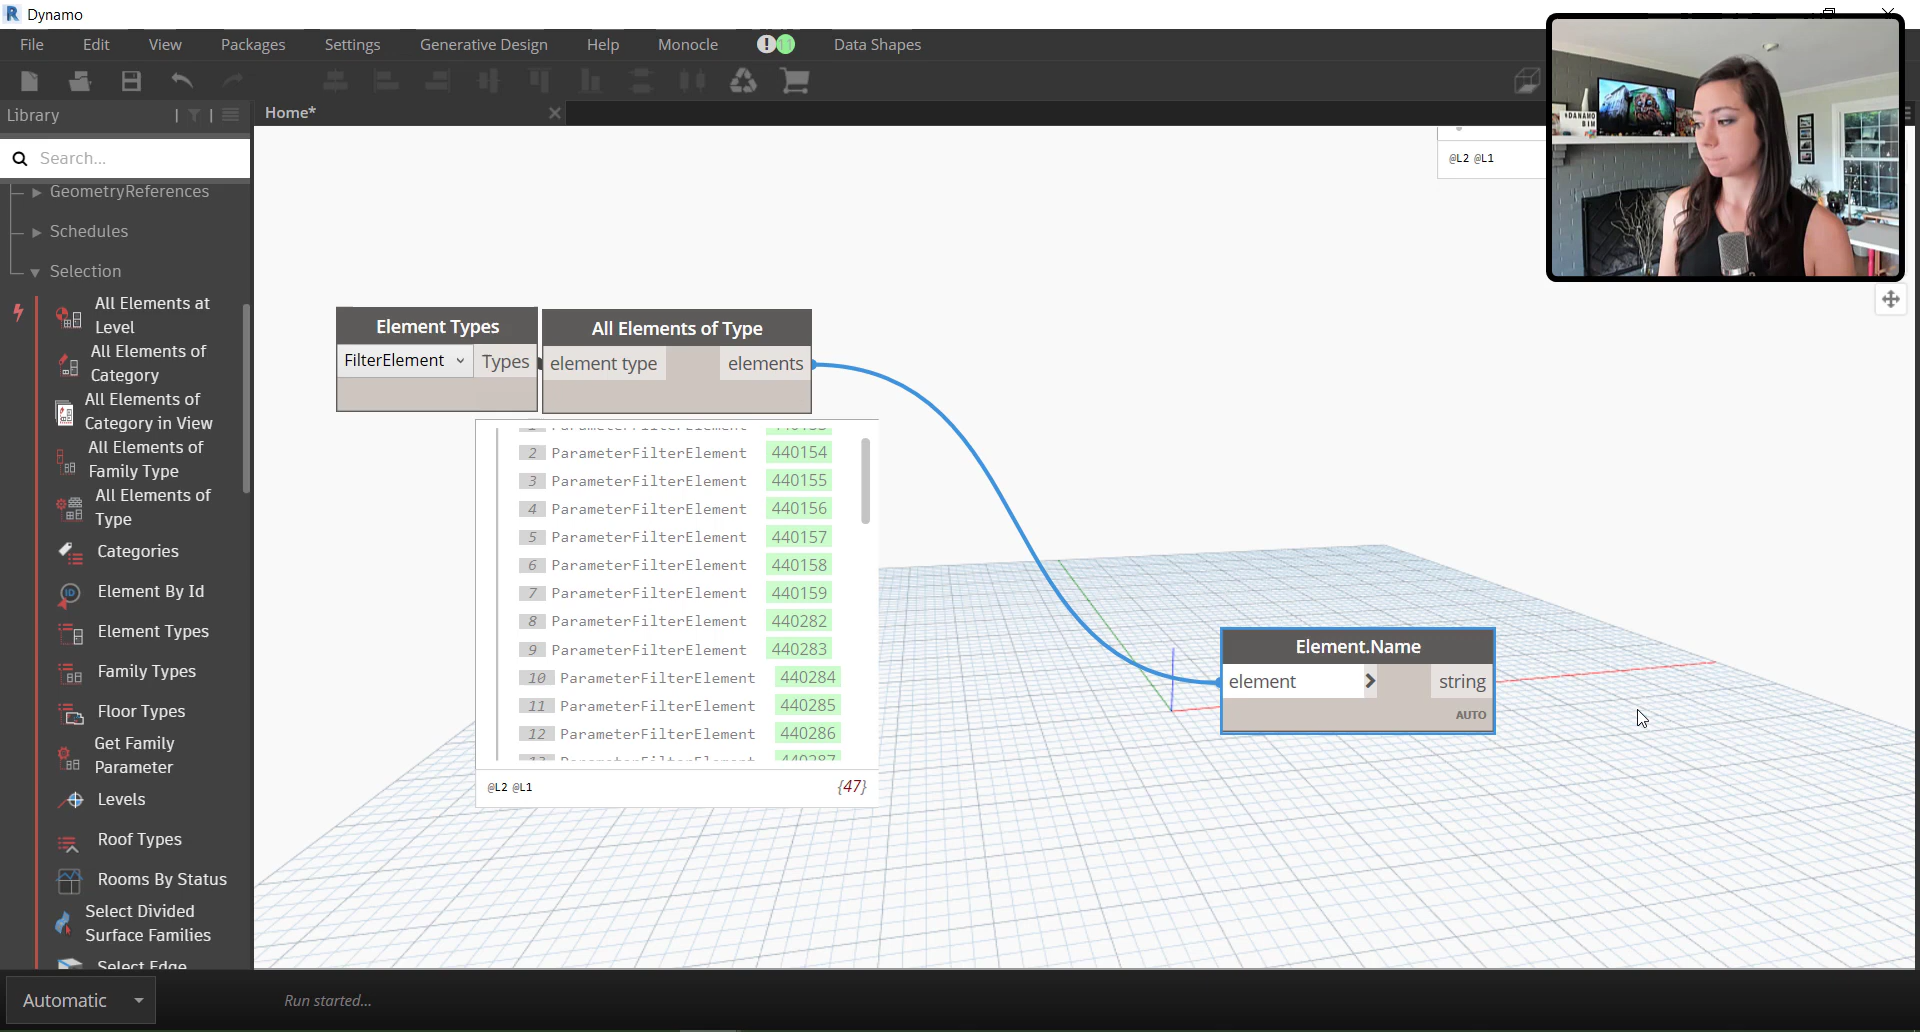 Dynamo
File Edit View Packages Settings Generative Design Help Monocle Data Shapes
Library
Home*
Search...
GeometryReferences
Schedules
Selection
All Elements at
Level
All Elements of
Category
All Elements of
Category in View
All Elements of
Family Type
All Elements of
Type
Categories
Element By Id
Element Types
Family Types
Floor Types
Get Family
Parameter
Levels
Roof Types
Rooms By Status
Select Divided
Surface Families
Select Edge
Element Types
FilterElement
Types
All Elements of Type
element type
elements
2 ParameterFilterElement 440154
3 ParameterFilterElement 440155
4 ParameterFilterElement 440156
5 ParameterFilterElement 440157
6 ParameterFilterElement 440158
7 ParameterFilterElement 440159
8 ParameterFilterElement 440282
9 ParameterFilterElement 440283
10 ParameterFilterElement 440284
11 ParameterFilterElement 440285
12 ParameterFilterElement 440286
@L2 @L1 {47}
@L2 @L1
Element.Name
element > string
AUTO
DANAMO
BIM
Automatic
Run started...